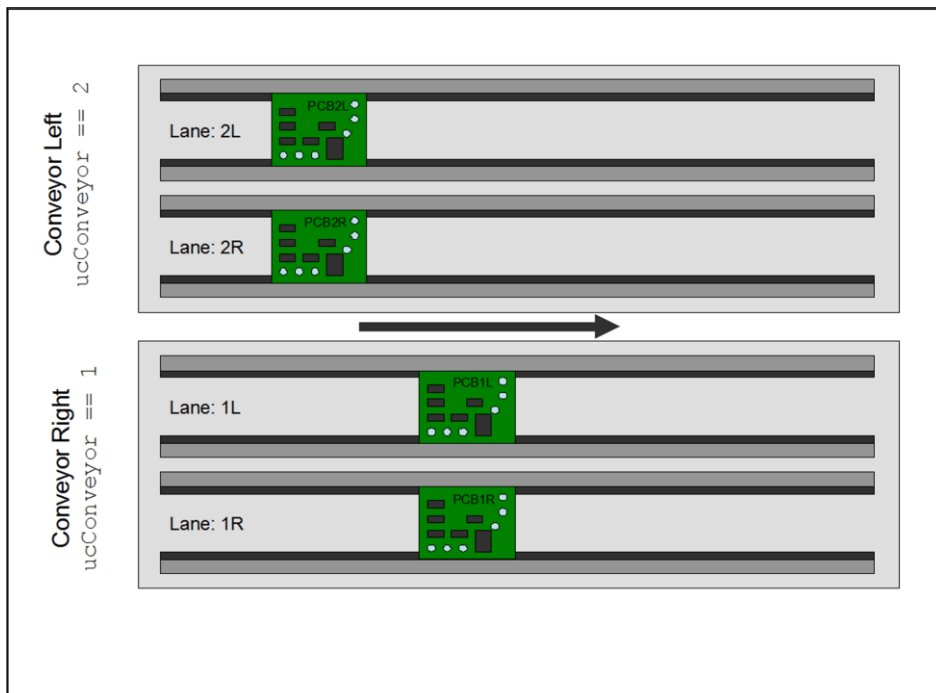 Conveyor Left
ucConveyor == 2
PCB2L
Lane: 2L
PCB2R
Lane: 2R
Conveyor Right
ucConveyor == 1
PCB1L
Lane: 1L
PCB1R
Lane: 1R